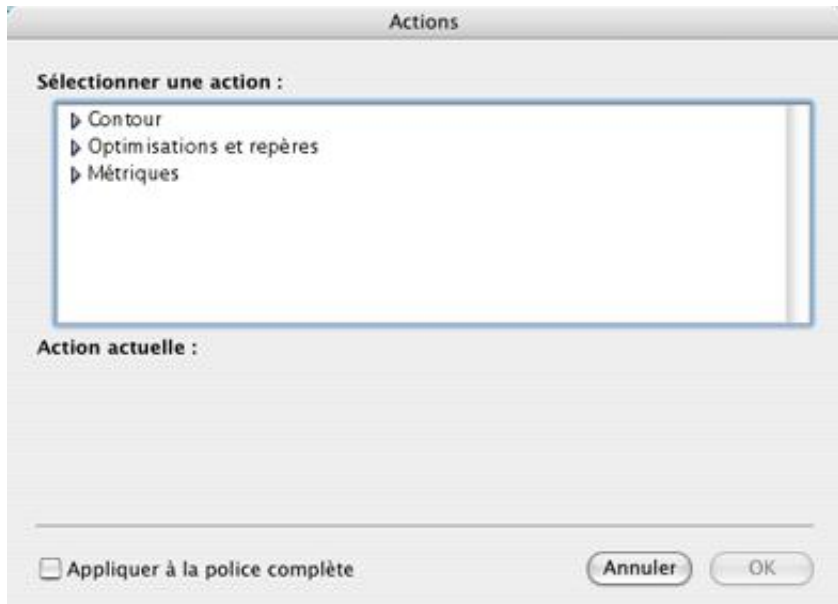 Actions
Sélectionner une action :
Contour
Optimisations et repères
Métriques
Action actuelle :
Appliquer à la police complète
Annuler
OK